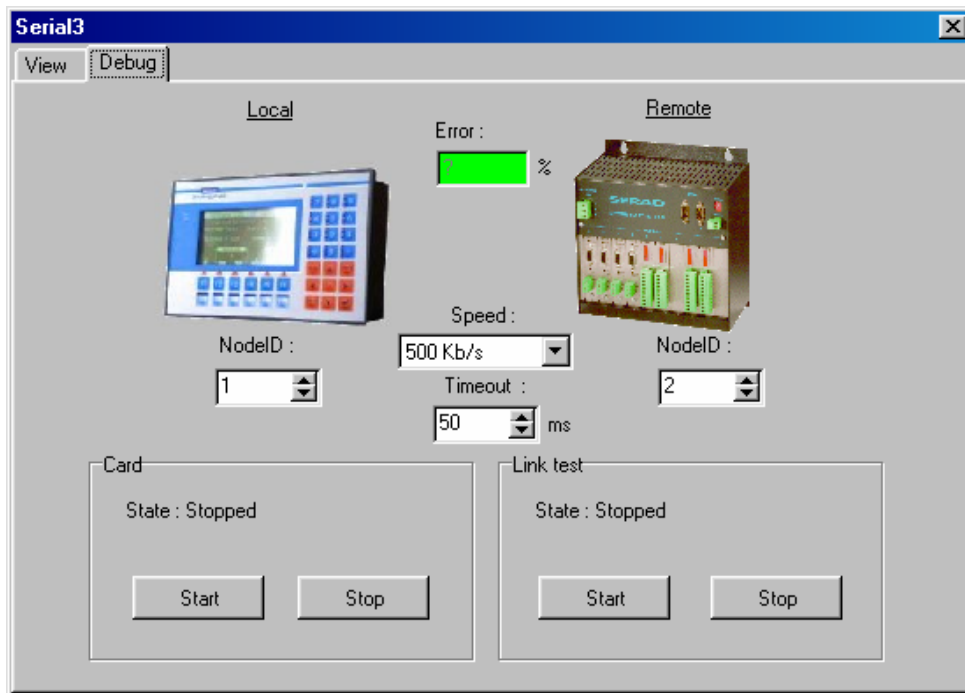 Serial3
View
Debug
Local
Remote
Error :
?
%
SERAD
Speed :
NodeID :
500 Kb/s
NodeID :
1
Timeout :
2
50
ms
Card
Link test
State : Stopped
State : Stopped
Start
Stop
Start
Stop